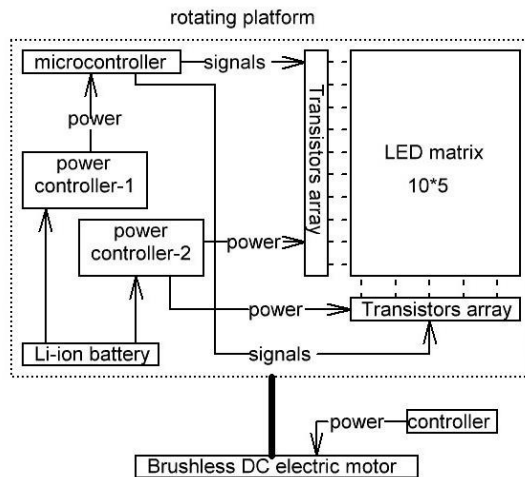 rotating platform
microcontroller
signals
power
Transistors array
LED matrix
10*5
power
controller-1
power
controller-2
power
power
Transistors array
Li-ion battery
signals
power
controller
Brushless DC electric motor